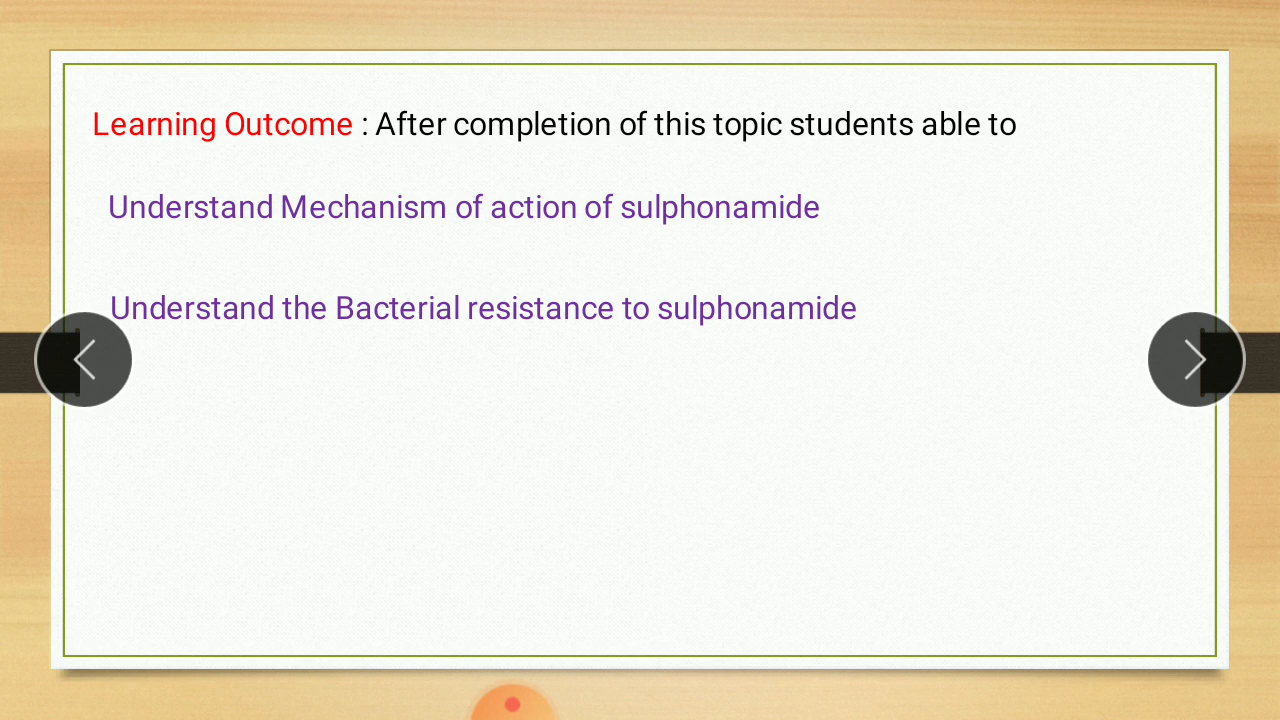 Learning Outcome : After completion of this topic students able to
Understand Mechanism of action of sulphonamide
Understand the Bacterial resistance to sulphonamide